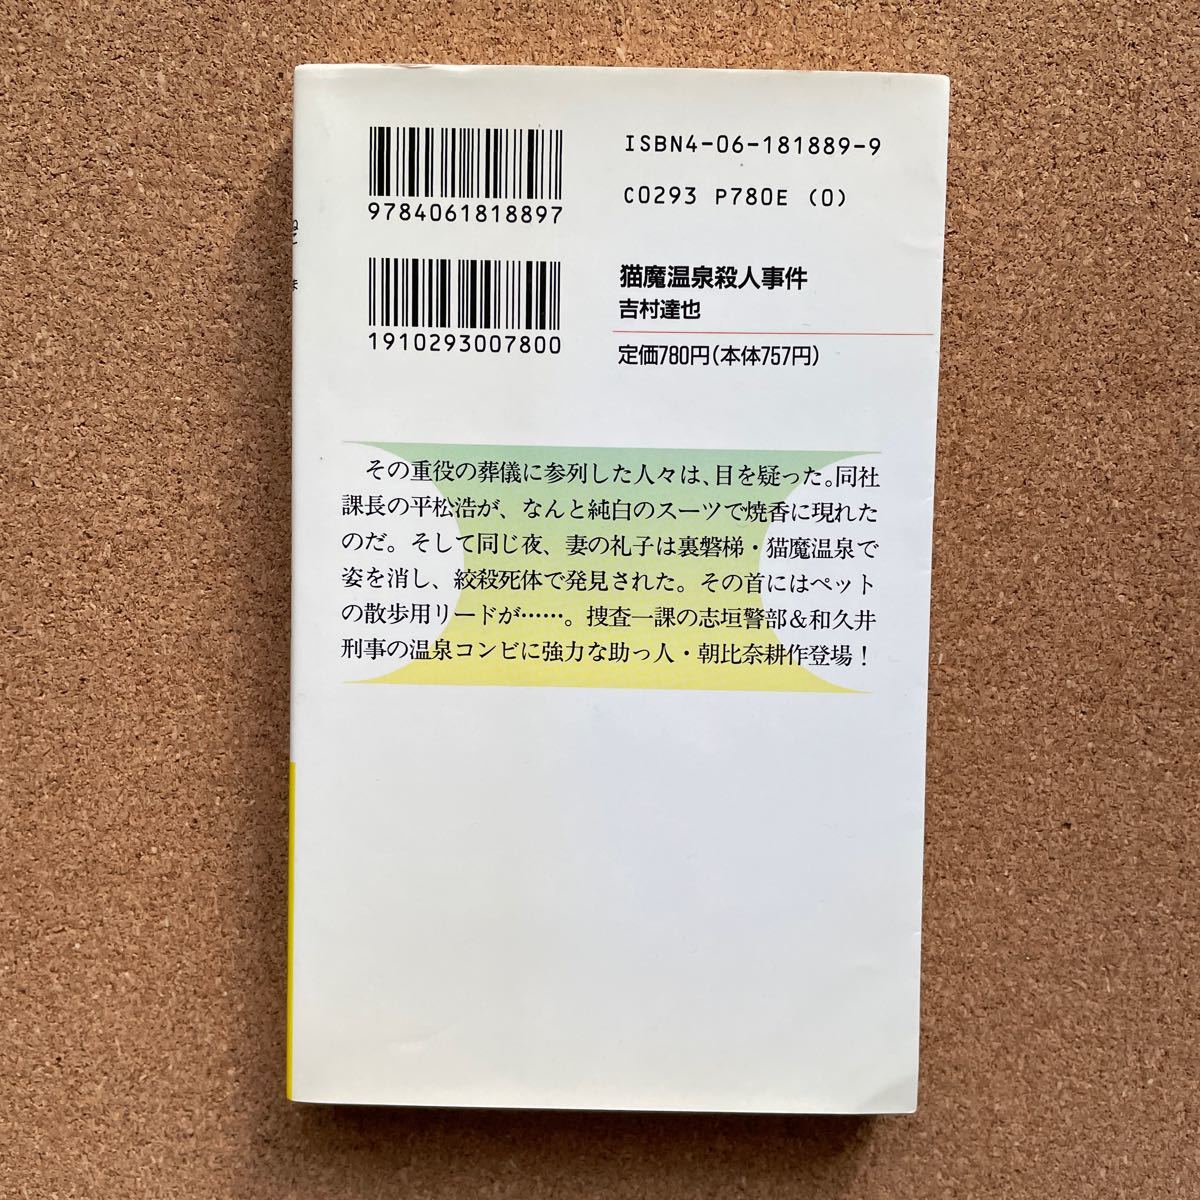 ISBN4-06-181889-9
9784061818897
C0293 P780E (0)
猫魔温泉殺人事件
吉村達也
1910293007800
定価780円(本体757円)
その重役の葬儀に参列した人々は、目を疑った。同社
課長の平松浩が、なんと純白のスーツで焼香に現れた
のだ。そして同じ夜、妻の礼子は裏磐梯・猫魔温泉で
姿を消し、絞殺死体で発見された。その首にはペット
の散歩用リードが……。捜査一課の志垣警部&和久井
刑事の温泉コンビに強力な助っ人・朝比奈耕作登場!